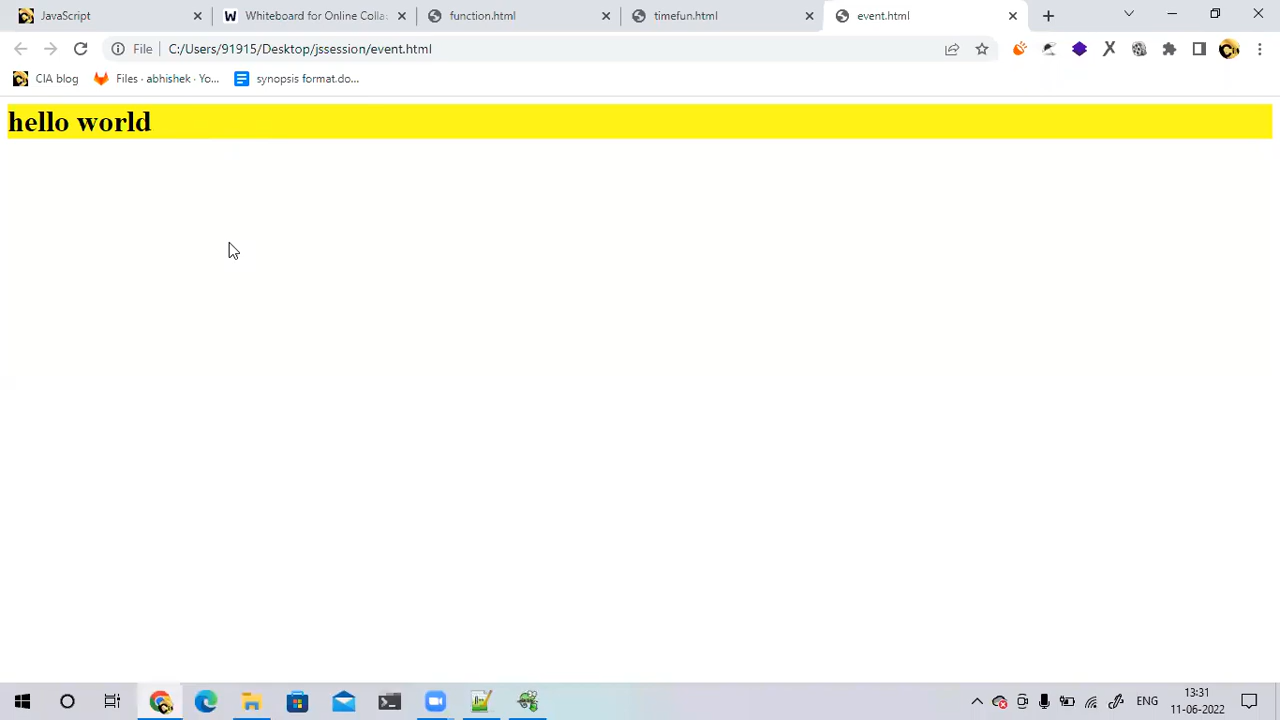 JavaScript
Whiteboard for Online Colla
function.html
timefun.html
event.html
File
C:/Users/91915/Desktop/jssession/event.html
CIA blog
Files · abhishek · Yo...
synopsis format.do...
hello world
ENG
13:31
11-06-2022